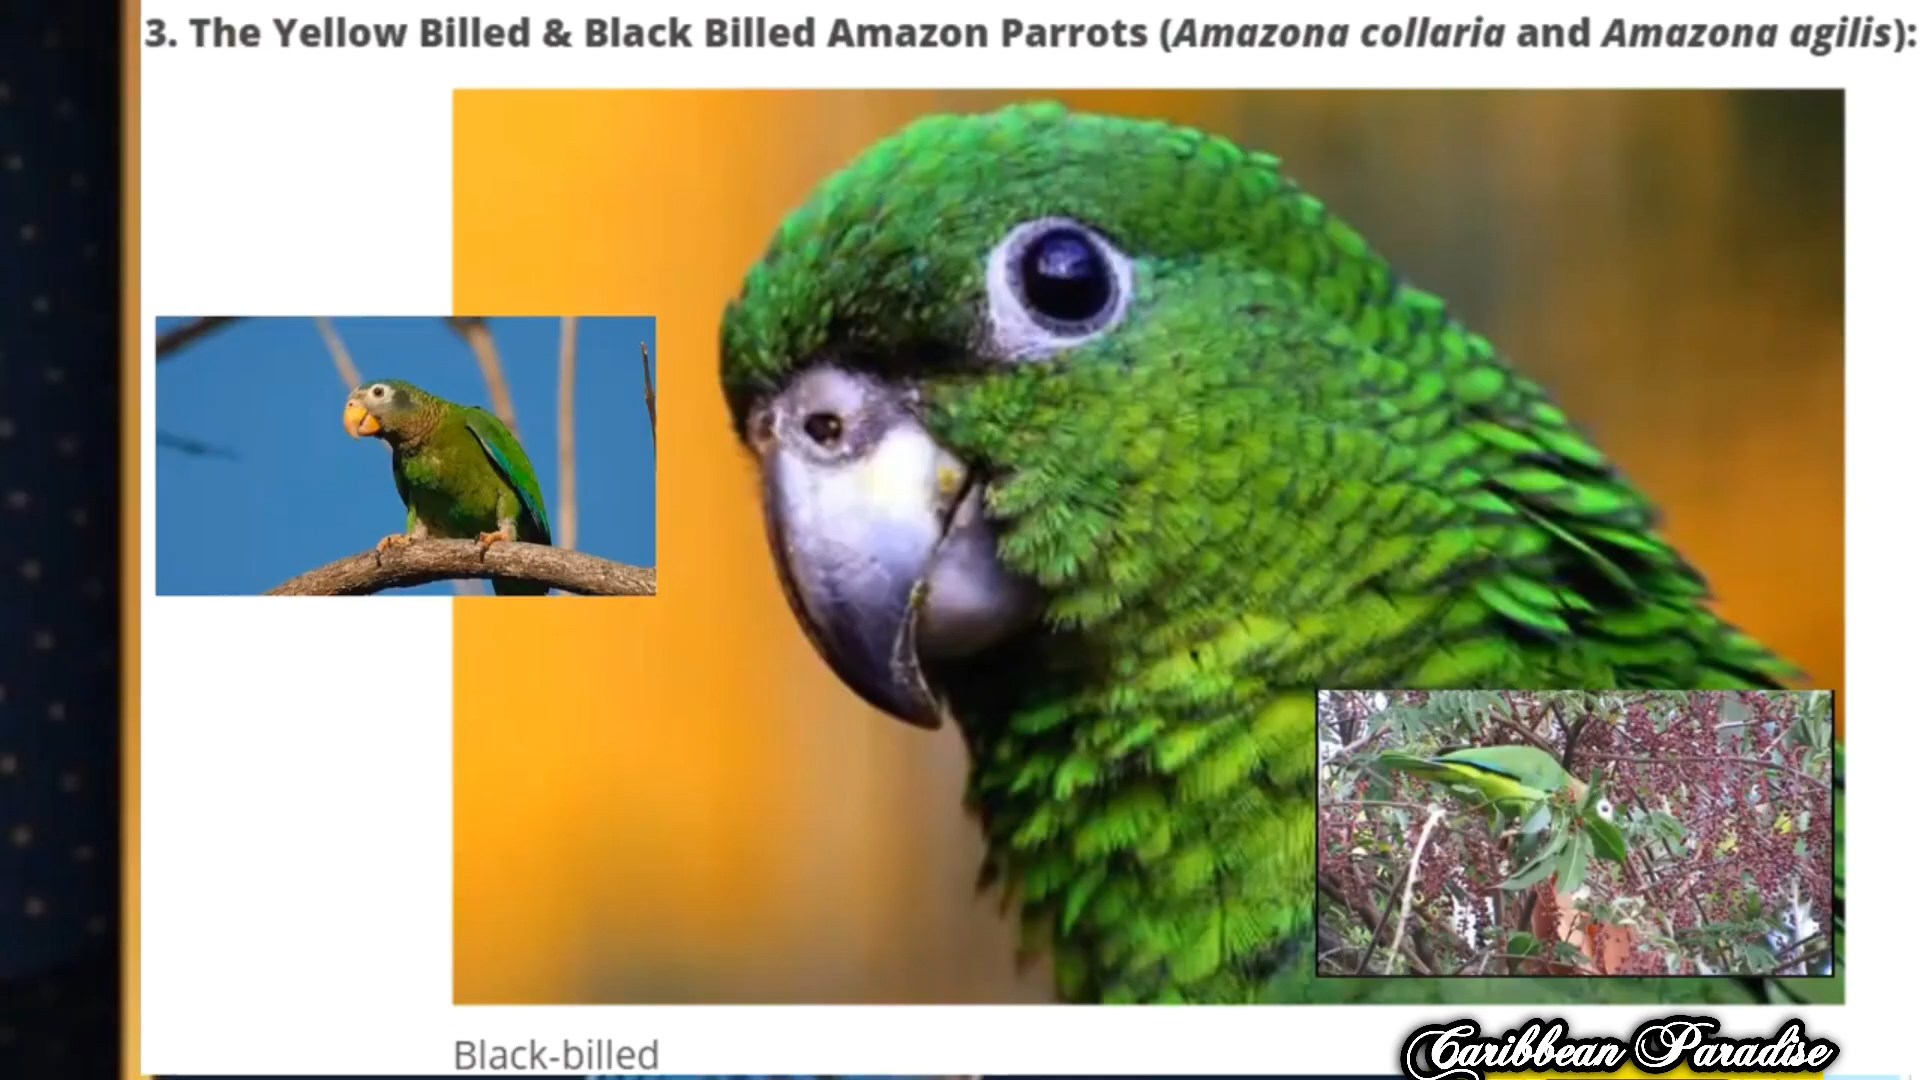 3. The Yellow Billed & Black Billed Amazon Parrots (Amazona collaria and Amazona agilis):
Black-billed
Caribbean Paradise